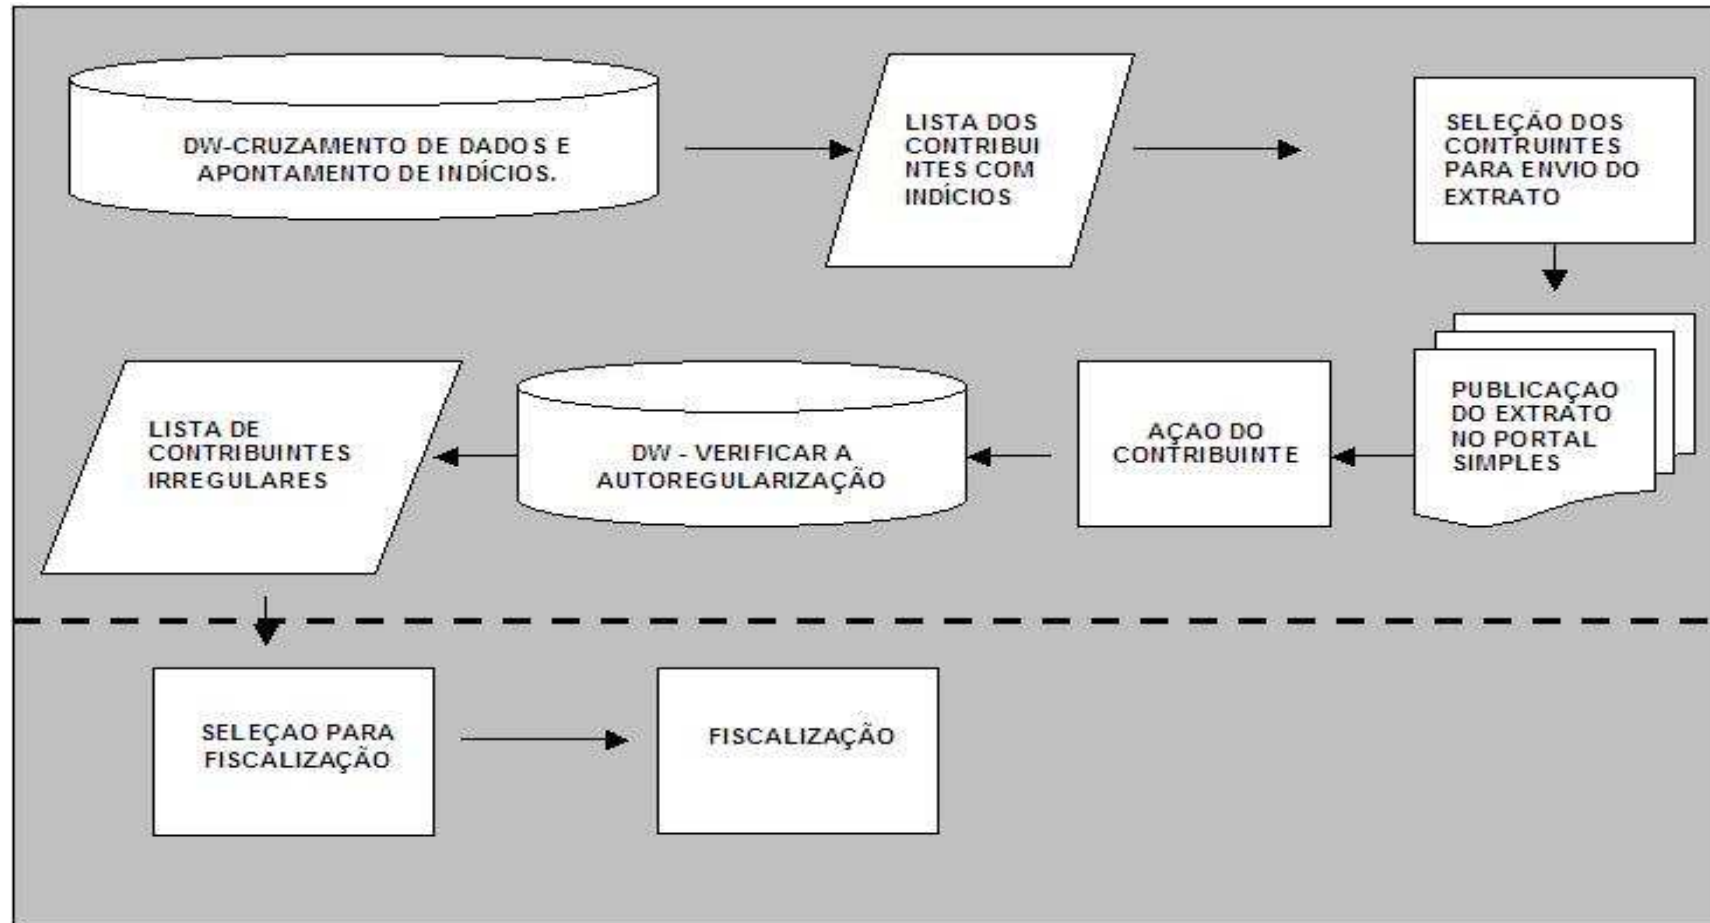 DW-CRUZAMENTO DE DADOS E
APONTAMENTO DE INDÍCIOS.
LISTA DOS
CONTRIBUI
NTES COM
INDÍCIOS
SELEÇÃO DOS
CONTRUINTES
PARA ENVIO DO
EXTRATO
PUBLICAÇAO
DO EXTRATO
NO PORTAL
SIMPLES
AÇAO DO
CONTRIBUINTE
DW - VERIFICAR A
AUTOREGULARIZAÇÃO
LISTA DE
CONTRIBUINTES
IRREGULARES
SELEÇAO PARA
FISCALIZAÇÃO
FISCALIZAÇÃO